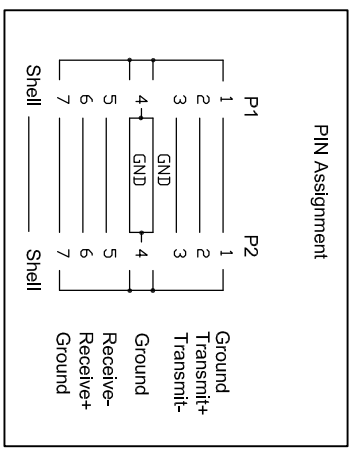 PIN Assignment
P1 P2
1 1 Ground
2 2 Transmit+
3 3 Transmit-
GND
4 GND 4 Ground
5 5 Receive-
6 6 Receive+
7 7 Ground
Shell Shell